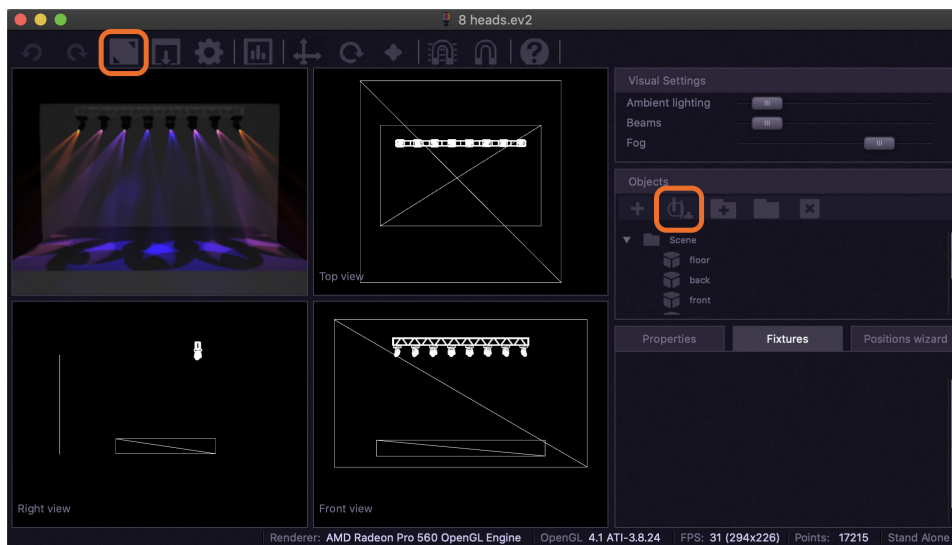 8 heads.ev2
Visual Settings
Ambient lighting
Beams
Fog
Objects
Scene
floor
back
front
Top view
Properties
Fixtures
Positions wizard
Right view
Front view
Renderer: AMD Radeon Pro 560 OpenGL Engine
OpenGL 4.1 ATI-3.8.24
FPS: 31 (294x226)
Points: 17215
Stand Alone